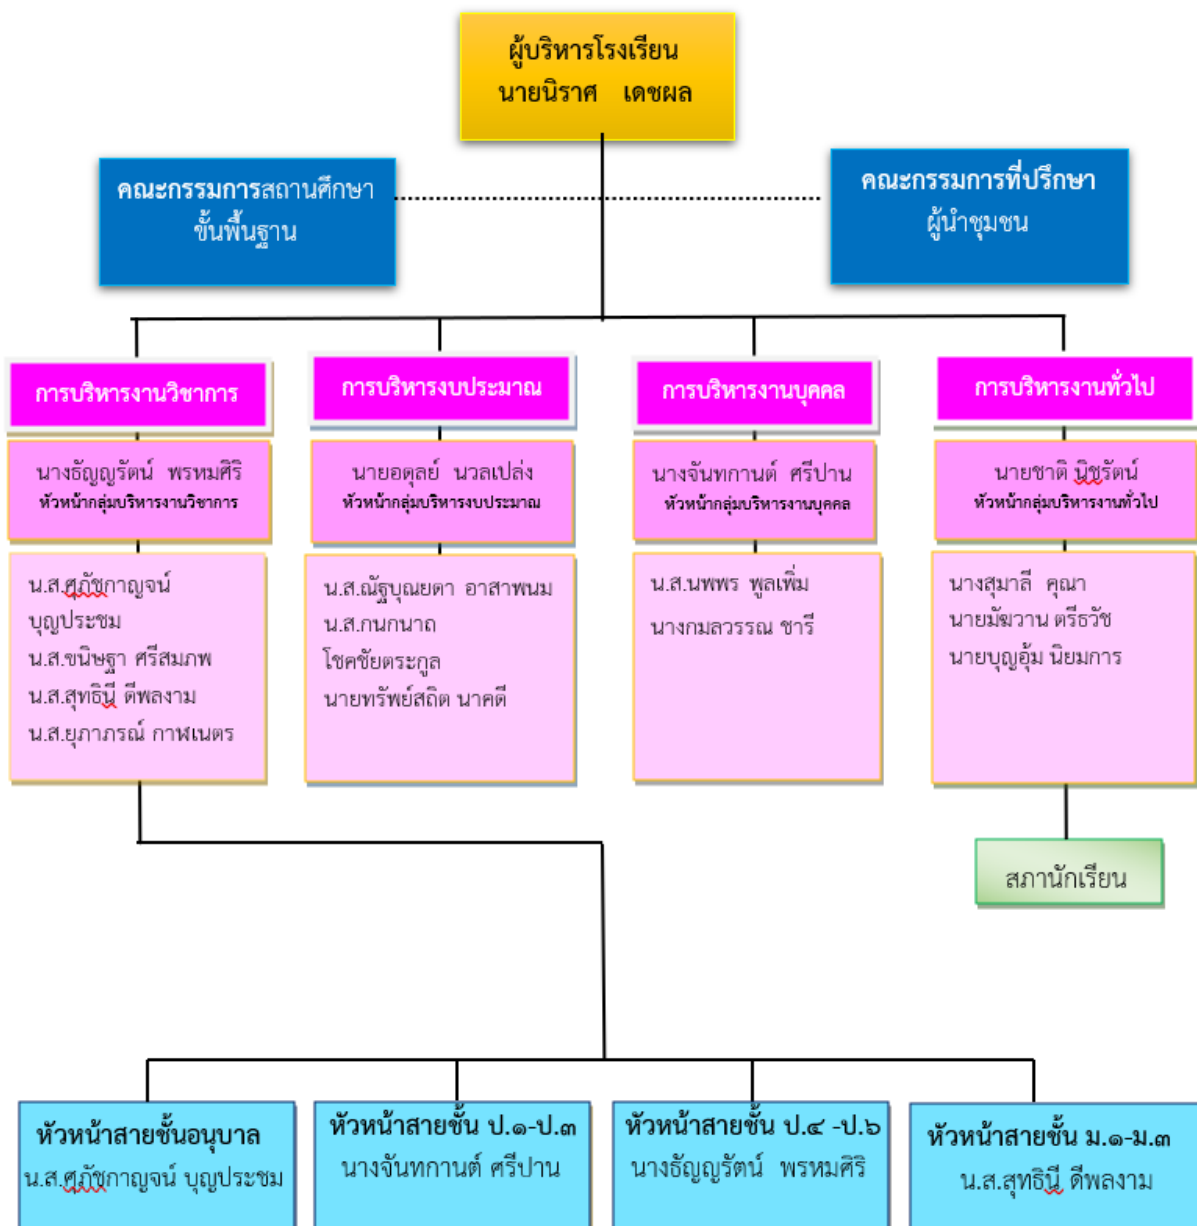 ผู้บริหารโรงเรียน
นายนิราศ เดชผล
คณะกรรมการสถานศึกษา
ขั้นพื้นฐาน
คณะกรรมการที่ปรึกษา
ผู้นำชุมชน
การบริหารงานวิชาการ
นางธัญญรัตน์ พรหมศิริ
หัวหน้ากลุ่มบริหารงานวิชาการ
น.ส.ศุภัชกาญจน์
บุญประชม
น.ส.ขนิษฐา ศรีสมภพ
น.ส.สุทธินี ดีพลงาม
น.ส.ยุภาภรณ์ กาฬเนตร
การบริหารงบประมาณ
นายอดุลย์ นวลเปล่ง
หัวหน้ากลุ่มบริหารงบประมาณ
น.ส.ณัฐบุณยดา อาสาพนม
น.ส.กนกนาถ
โชคชัยตระกูล
นายทรัพย์สถิต นาคดี
การบริหารงานบุคคล
นางจันทกานต์ ศรีปาน
หัวหน้ากลุ่มบริหารงานบุคคล
น.ส.นพพร พูลเพิ่ม
นางกมลวรรณ ชารี
การบริหารงานทั่วไป
นายชาติ นิชรัตน์
หัวหน้ากลุ่มบริหารงานทั่วไป
นางสุมาลี คุณา
นายมัฆวาน ตรีธวัช
นายบุญอุ้ม นิยมการ
สภานักเรียน
หัวหน้าสายชั้นอนุบาล
น.ส.ศุภัชกาญจน์ บุญประชม
หัวหน้าสายชั้น ป.๑-ป.๓
นางจันทกานต์ ศรีปาน
หัวหน้าสายชั้น ป.๔ -ป.๖
นางธัญญรัตน์ พรหมศิริ
หัวหน้าสายชั้น ม.๑-ม.๓
น.ส.สุทธินี ดีพลงาม